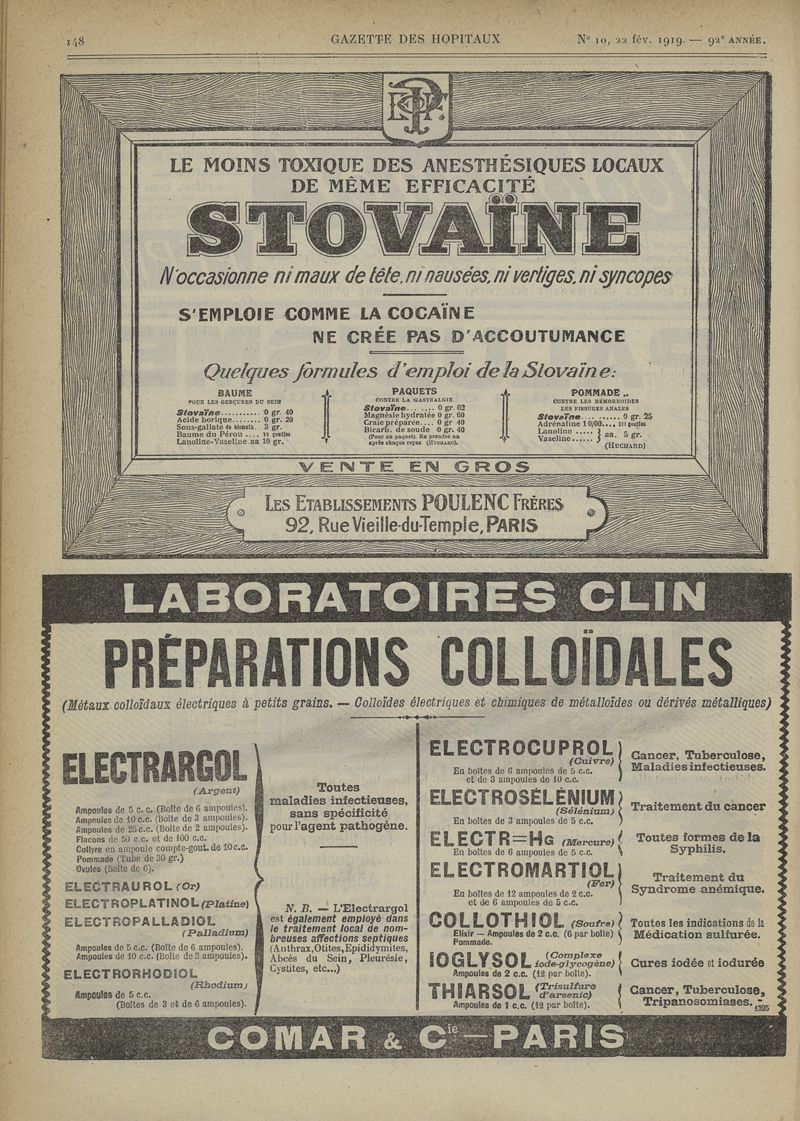 148
GAZETTE DES HOPITAUX
N° 10, 22 fév. 1919. — 92e ANNÉE.
LE MOINS TOXIQUE DES ANESTHÉSIQUES LOCAUX
DE MÊME EFFICACITÉ
STOVAÏNE
N'occasionne ni maux de tête, ni nausées, ni vertiges, ni syncopes
S'EMPLOIE COMME LA COCAÏNE
NE CRÉE PAS D'ACCOUTUMANCE
Quelques formules d'emploi de la Stovaïne:
BAUME
POUR LES GERÇURES DU SEIN
Stovaïne........... 0 gr. 40
Acide borique........ 0 gr. 20
Sous-gallate de bismuth.. 3 gr.
Baume du Pérou .... XX gouttes
Lanoline-Vaseline aa 10 gr.
PAQUETS
CONTRE LA GASTRALGIE
Stovaïne........ 0 gr. 02
Magnésie hydratée 0 gr. 60
Craie préparée.... 0 gr 40
Bicarb. de soude 0 gr. 40
(Pour un paquet). En prendre un
après chaque repas (HUCHARD).
POMMADE
CONTRE LES HÉMORROIDES
LES FISSURES ANALES
Stovaïne........... 0 gr. 25
Adrénaline 1 0/00..., III gouttes
Lanoline ..... } aa. 5 gr.
Vaseline...... }
(HUCHARD)
VENTE EN GROS
LES ETABLISSEMENTS POULENC FRÈRES
92, Rue Vieille-du-Temple, PARIS
LABORATOIRES CLIN
PRÉPARATIONS COLLOÏDALES
(Métaux colloïdaux électriques à petits grains. — Colloïdes électriques et chimiques de métalloïdes ou dérivés métalliques)
ELECTRARGOL
(Argent)
Ampoules de 5 c. c. (Boîte de 6 ampoules).
Ampoules de 10 c.c. (Boîte de 3 ampoules).
Ampoules de 25 c.c. (Boîte de 2 ampoules).
Flacons de 50 c.c. et de 100 c.c.
Collyre en ampoule compte-gout. de 10 c.c.
Pommade (Tube de 30 gr.)
Ovules (Boîte de 6).
ELECTRAUROL (Or)
ELECTROPLATINOL (Platine)
ELECTROPALLADIOL
(Palladium)
Ampoules de 5 c.c. (Boîte de 6 ampoules).
Ampoules de 10 c.c. (Boîte de 3 ampoules).
ELECTRORHODIOL
(Rhodium)
Ampoules de 5 c.c.
(Boîtes de 3 et de 6 ampoules).
Toutes
maladies infectieuses,
sans spécificité
pour l'agent pathogène.
N. B. — L'Electrargol
est également employé dans
le traitement local de nom-
breuses affections septiques
(Anthrax, Otites, Epididymites,
Abcès du Sein, Pleurésie,
Cystites, etc...)
ELECTROCUPROL
(Cuivre)
En boîtes de 6 ampoules de 5 c.c.
et de 3 ampoules de 10 c.c.
Cancer, Tuberculose,
Maladies infectieuses.
ELECTROSÉLÉNIUM
(Sélénium)
En boîtes de 3 ampoules de 5 c.c.
Traitement du cancer
ELECTR=HG (Mercure)
En boîtes de 6 ampoules de 5 c.c.
Toutes formes de la
Syphilis.
ELECTROMARTIOL
(Fer)
En boîtes de 12 ampoules de 2 c.c.
et de 6 ampoules de 5 c.c.
Traitement du
Syndrome anémique.
COLLOTHIOL (Soufre)
Elixir — Ampoules de 2 c.c. (6 par boîte)
Pommade.
Toutes les indications de la
Médication sulfurée.
IOGLYSOL (Complexe
iode-glycogène)
Ampoules de 2 c.c. (12 par boîte).
Cures iodée et iodurée
THIARSOL (Trisulfure
d'arsenic)
Ampoules de 1 c.c. (12 par boîte).
Cancer, Tuberculose,
Tripanosomiases.
1395
COMAR & Cie — PARIS